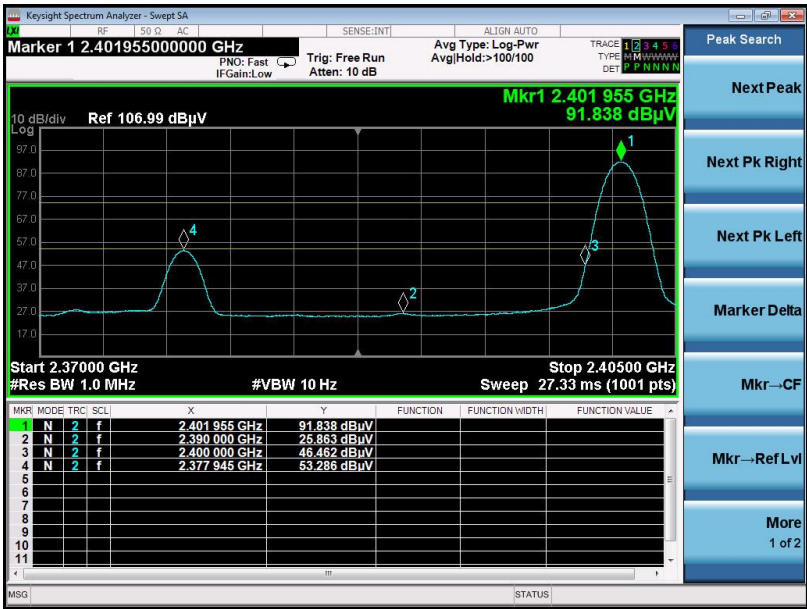 Keysight Spectrum Analyzer - Swept SA
LXI RF 50 Ω AC SENSE:INT ALIGN AUTO
Marker 1 2.401955000000 GHz
PNO: Fast
IFGain:Low
Trig: Free Run
Atten: 10 dB
Avg Type: Log-Pwr
Avg|Hold:>100/100
TRACE 1 2 3 4 5 6
TYPE M M W W W W
DET P P N N N N
Peak Search
Next Peak
Next Pk Right
Next Pk Left
Marker Delta
Mkr→CF
Mkr→Ref Lvl
More
1 of 2
Mkr1 2.401 955 GHz
91.838 dBµV
10 dB/div Ref 106.99 dBµV
Log
97.0
87.0
77.0
67.0
57.0
47.0
37.0
27.0
17.0
1
4
3
2
Start 2.37000 GHz Stop 2.40500 GHz
#Res BW 1.0 MHz #VBW 10 Hz Sweep 27.33 ms (1001 pts)
MKR MODE TRC SCL X Y FUNCTION FUNCTION WIDTH FUNCTION VALUE
1 N 2 f 2.401 955 GHz 91.838 dBµV
2 N 2 f 2.390 000 GHz 25.863 dBµV
3 N 2 f 2.400 000 GHz 46.462 dBµV
4 N 2 f 2.377 945 GHz 53.286 dBµV
5
6
7
8
9
10
11
MSG STATUS